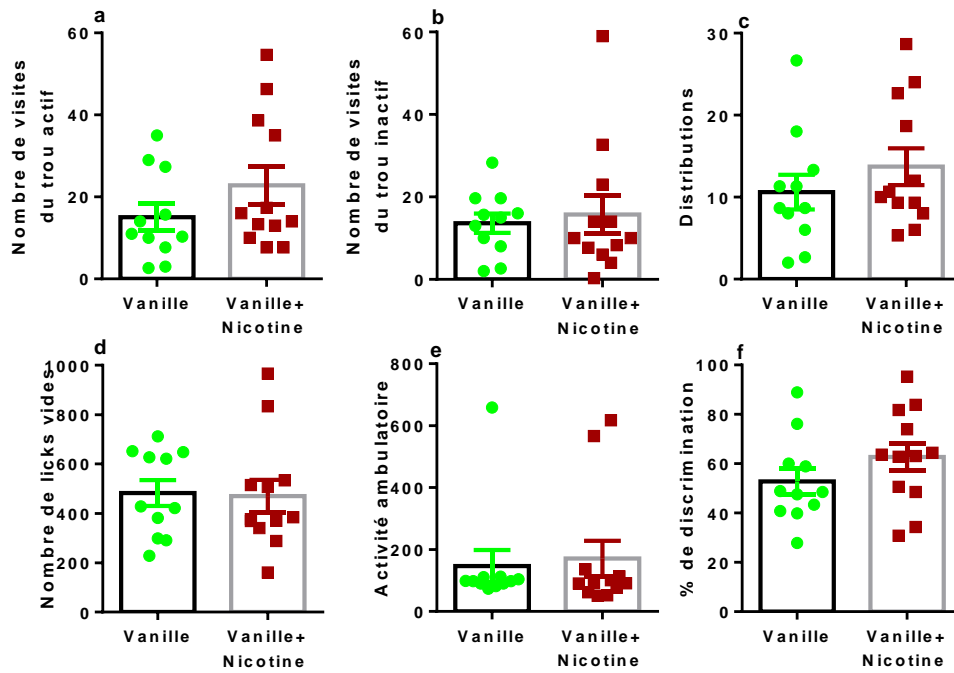 a
Nombre de visites
du trou actif
60
40
20
0
Vanille
Vanille+
Nicotine
b
Nombre de visites
du trou inactif
60
40
20
0
Vanille
Vanille+
Nicotine
c
Distributions
30
20
10
0
Vanille
Vanille+
Nicotine
d
Nombre de licks vides
1000
800
600
400
200
0
Vanille
Vanille+
Nicotine
e
Activité ambulatoire
800
600
400
200
0
Vanille
Vanille+
Nicotine
f
% de discrimination
100
80
60
40
20
0
Vanille
Vanille+
Nicotine